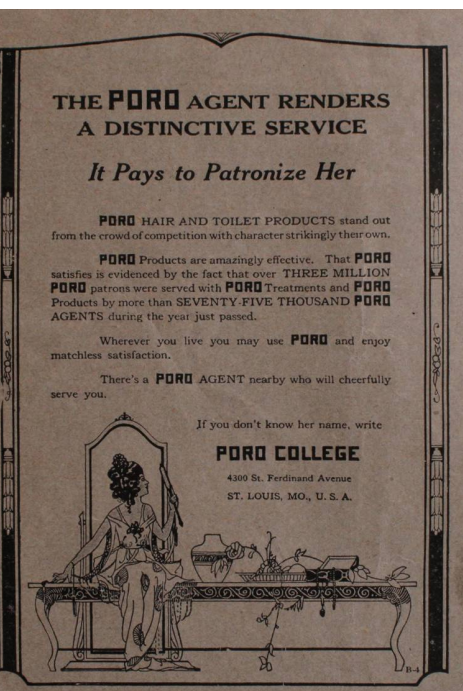 THE PORO AGENT RENDERS
A DISTINCTIVE SERVICE
It Pays to Patronize Her
PORO HAIR AND TOILET PRODUCTS stand out
from the crowd of competition with character strikingly their own.
PORO Products are amazingly effective. That PORO
satisfies is evidenced by the fact that over THREE MILLION
PORO patrons were served with PORO Treatments and PORO
Products by more than SEVENTY-FIVE THOUSAND PORO
AGENTS during the year just passed.
Wherever you live you may use PORO and enjoy
matchless satisfaction.
There's a PORO AGENT nearby who will cheerfully
serve you.
If you don't know her name, write
PORO COLLEGE
4300 St. Ferdinand Avenue
ST. LOUIS, MO., U. S. A.
B-4